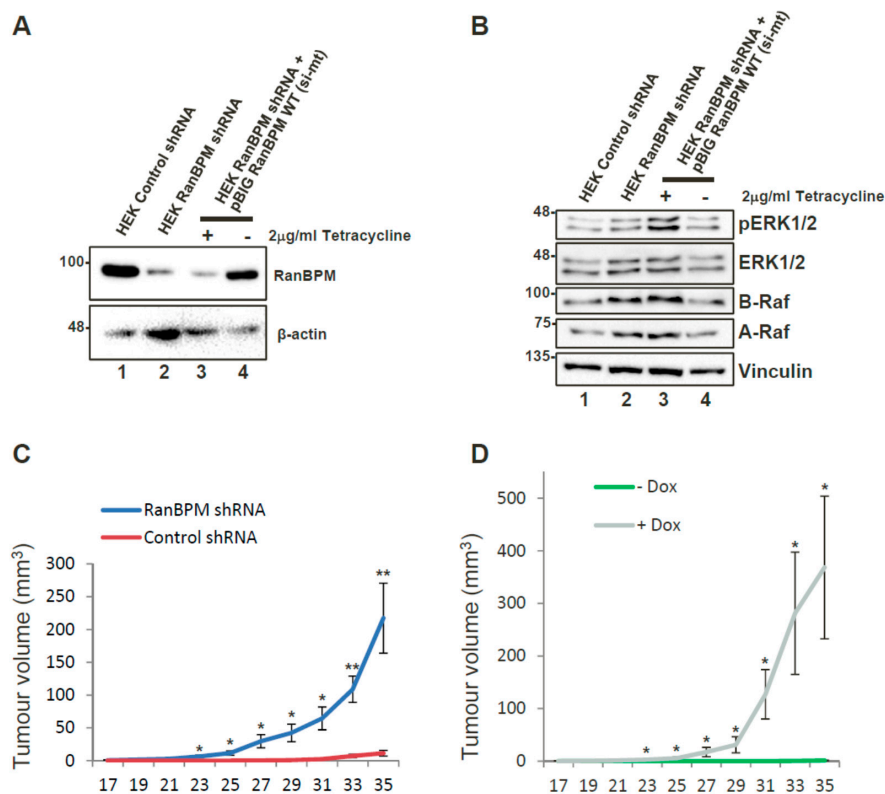 A
HEK Control shRNA
HEK RanBPM shRNA
HEK RanBPM shRNA +
pBIG RanBPM WT (si-mt)
+ - 2μg/ml Tetracycline
100
RanBPM
48
β-actin
1 2 3 4
B
HEK Control shRNA
HEK RanBPM shRNA
HEK RanBPM shRNA +
pBIG RanBPM WT (si-mt)
+ - 2μg/ml Tetracycline
48
pERK1/2
48
ERK1/2
100
B-Raf
75
A-Raf
135
Vinculin
1 2 3 4
C
RanBPM shRNA
Control shRNA
Tumour volume (mm³)
300
250
200
150
100
50
0
* * * * * ** **
17 19 21 23 25 27 29 31 33 35
D
- Dox
+ Dox
Tumour volume (mm³)
500
400
300
200
100
0
* * * * * * *
17 19 21 23 25 27 29 31 33 35